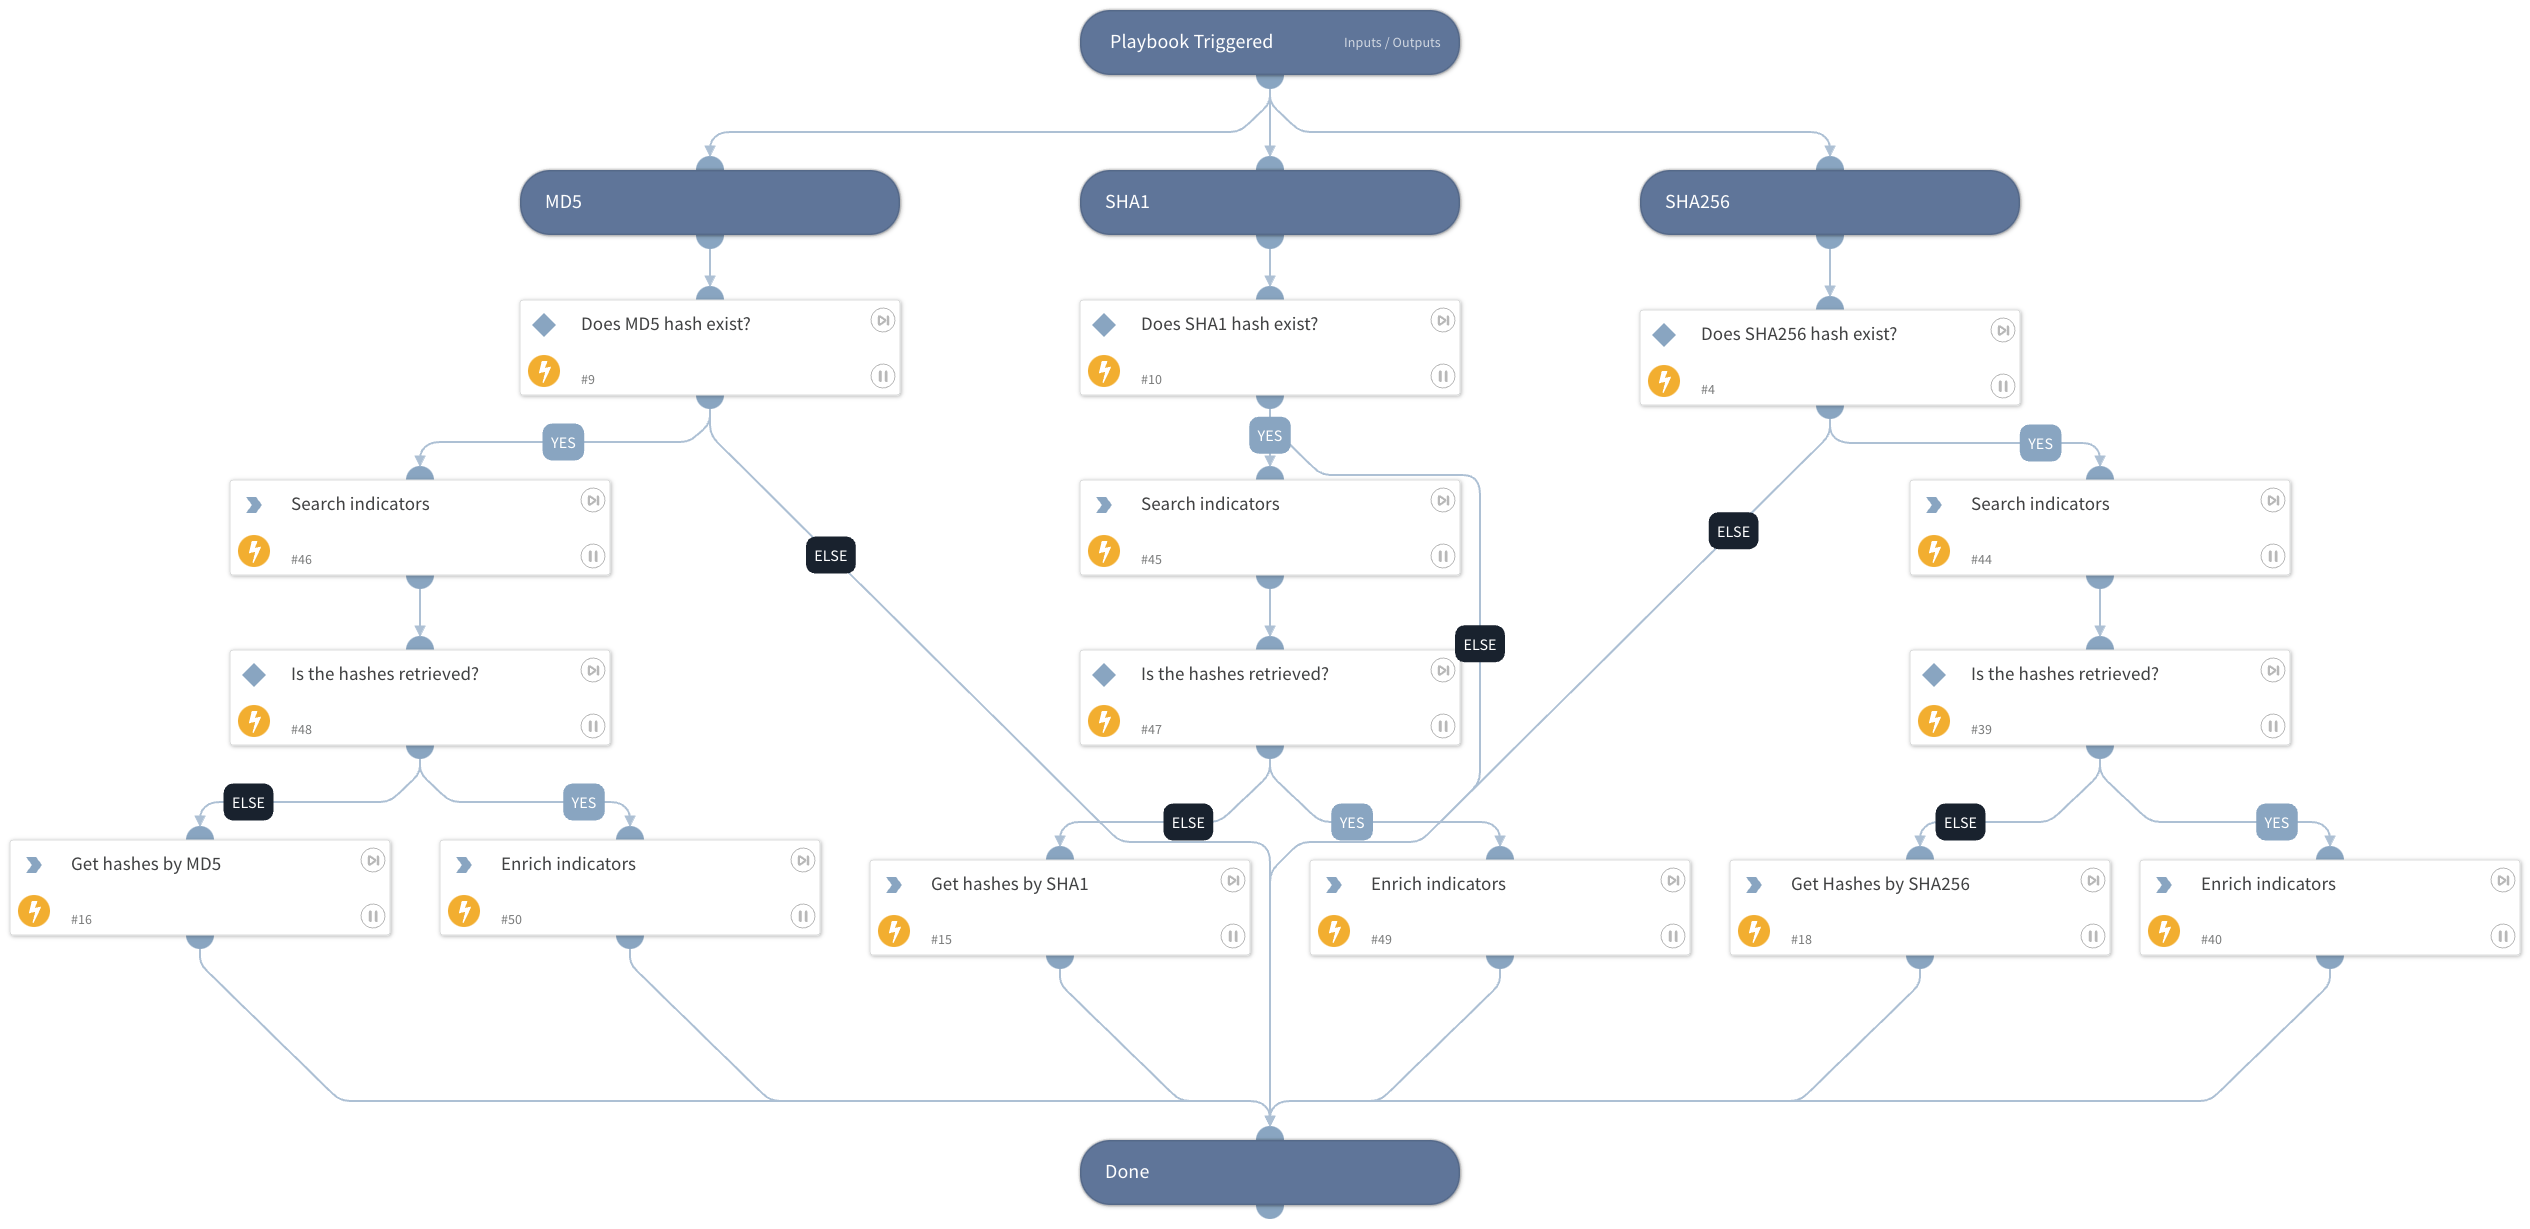 Playbook Triggered
Inputs / Outputs
MD5
SHA1
SHA256
Does MD5 hash exist?
#9
Does SHA1 hash exist?
#10
Does SHA256 hash exist?
#4
YES
YES
YES
Search indicators
#46
ELSE
Search indicators
#45
ELSE
Search indicators
#44
ELSE
Is the hashes retrieved?
#48
Is the hashes retrieved?
#47
Is the hashes retrieved?
#39
ELSE
YES
ELSE
YES
ELSE
YES
Get hashes by MD5
#16
Enrich indicators
#50
Get hashes by SHA1
#15
Enrich indicators
#49
Get Hashes by SHA256
#18
Enrich indicators
#40
Done